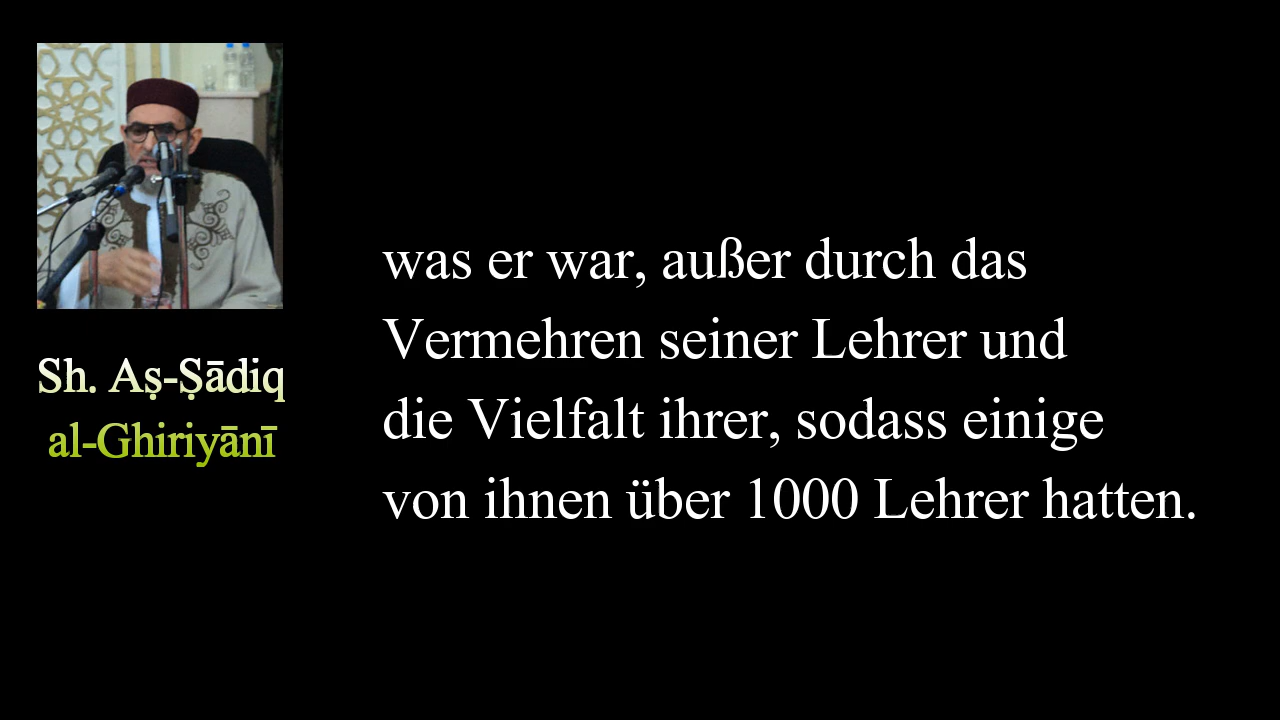 Sh. Aṣ-Ṣādiq
al-Ghiriyānī
was er war, außer durch das
Vermehren seiner Lehrer und
die Vielfalt ihrer, sodass einige
von ihnen über 1000 Lehrer hatten.